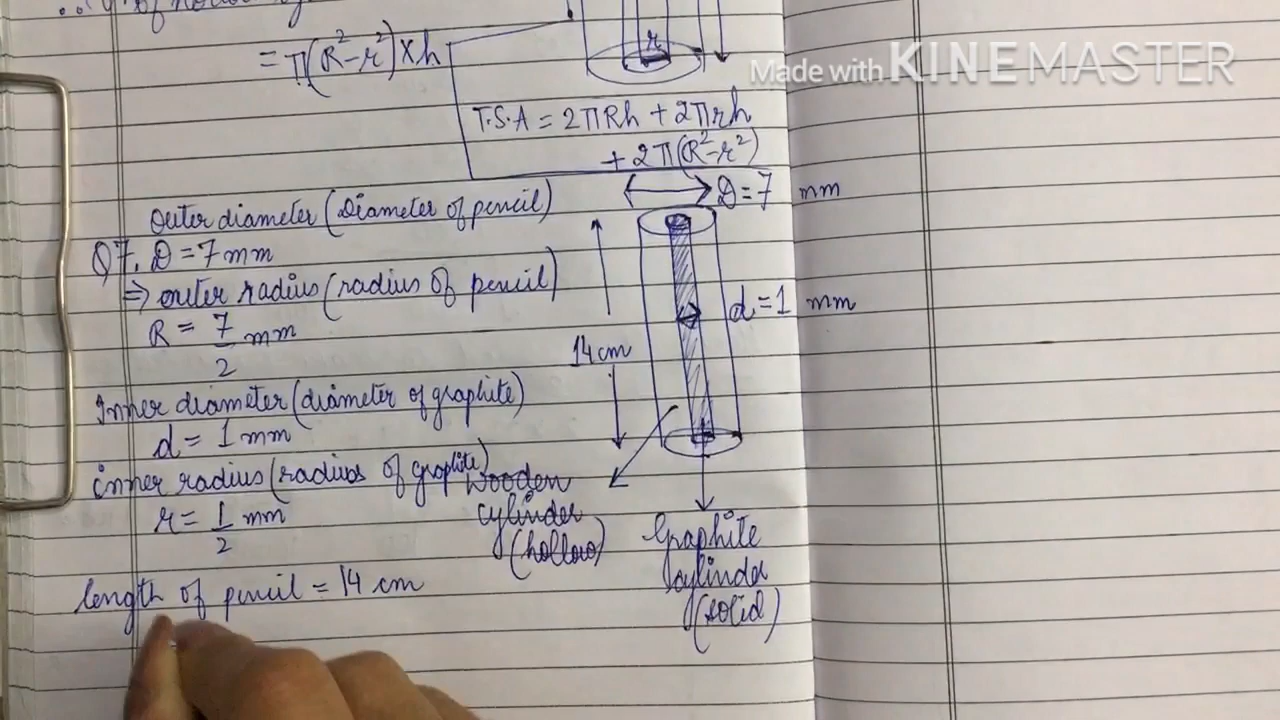 = π(R²-r²)×h
r
Made with KINEMASTER
T.S.A = 2πRh + 2πrh
+ 2π(R²-r²)
Outer diameter (Diameter of pencil)
D = 7 mm
Q7. D = 7 mm
⇒ outer radius (radius of pencil)
R = 7/2 mm
d = 1 mm
14 cm
Inner diameter (diameter of graphite)
d = 1 mm
inner radius (radius of graphite)
r = 1/2 mm
Wooden
cylinder
(hollow)
Graphite
cylinder
(solid)
length of pencil = 14 cm